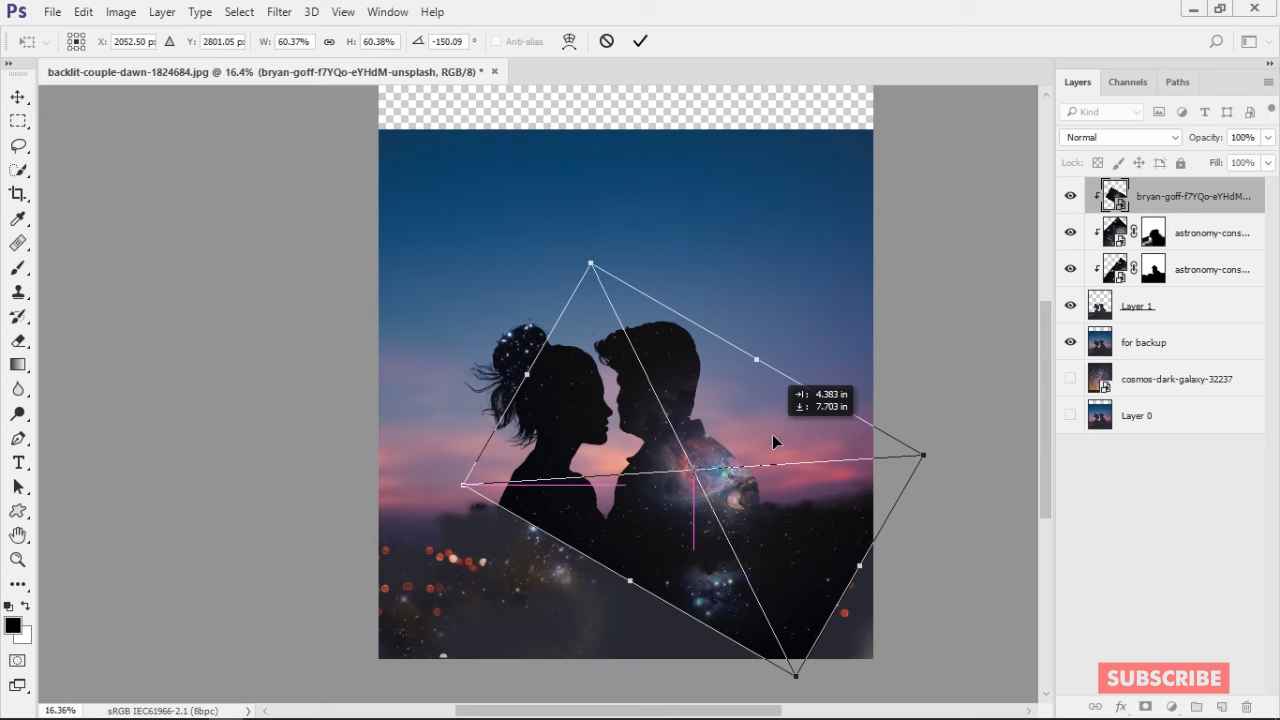 Ps File Edit Image Layer Type Select Filter 3D View Window Help
X: 2052.50 px Y: 2801.05 px W: 60.37% H: 60.38% -150.09 ° Anti-alias
backlit-couple-dawn-1824684.jpg @ 16.4% (bryan-goff-f7YQo-eYHdM-unsplash, RGB/8) *
Layers Channels Paths
Kind
Normal Opacity: 100%
Lock: Fill: 100%
bryan-goff-f7YQo-eYHdM...
astronomy-cons...
astronomy-cons...
Layer 1
for backup
cosmos-dark-galaxy-32237
Layer 0
4.383 in
7.703 in
SUBSCRIBE
16.36% sRGB IEC61966-2.1 (8bpc)